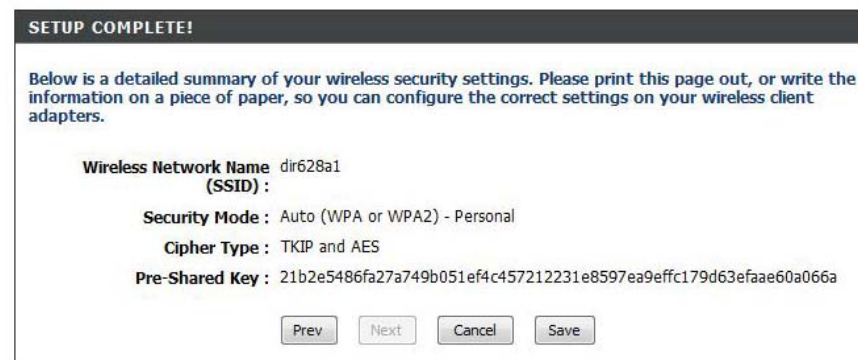 SETUP COMPLETE!
Below is a detailed summary of your wireless security settings. Please print this page out, or write the
information on a piece of paper, so you can configure the correct settings on your wireless client
adapters.
Wireless Network Name dir628a1
(SSID) :
Security Mode : Auto (WPA or WPA2) - Personal
Cipher Type : TKIP and AES
Pre-Shared Key : 21b2e5486fa27a749b051ef4c457212231e8597ea9effc179d63efaae60a066a
Prev Next Cancel Save